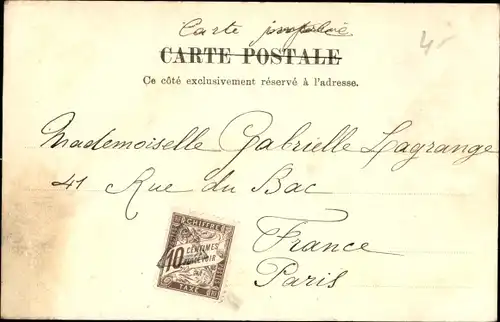 Carte
4-
CARTE POSTALE
Ce côté exclusivement réservé à l'adresse.
Mademoiselle Gabrielle Lagrange
41 Rue du Bac
France
Paris
CHIFFRE
10 CENTIMES
A PERCEVOIR
TAXE